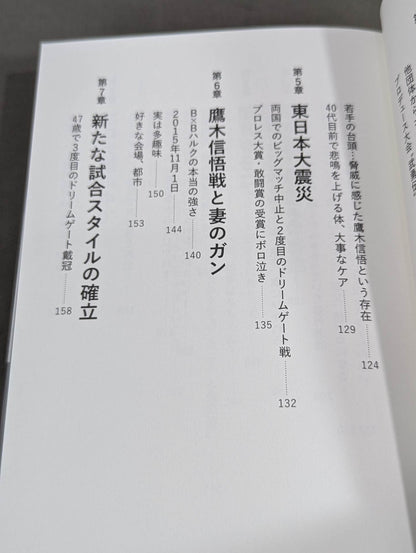 若手の台頭…脅威に感じた鷹木信悟という存在……124
40代目前で悲鳴を上げる体、大事なケア……129
第5章 東日本大震災
両国でのビッグマッチ中止と2度目のドリームゲート戦……132
プロレス大賞・敢闘賞の受賞にボロ泣き……135
第6章 鷹木信悟戦と妻のガン
B×Bハルクの本当の強さ……140
2015年11月1日……144
実は多趣味……150
好きな会場、都市……153
第7章 新たな試合スタイルの確立
47歳で3度目のドリームゲート戴冠……158